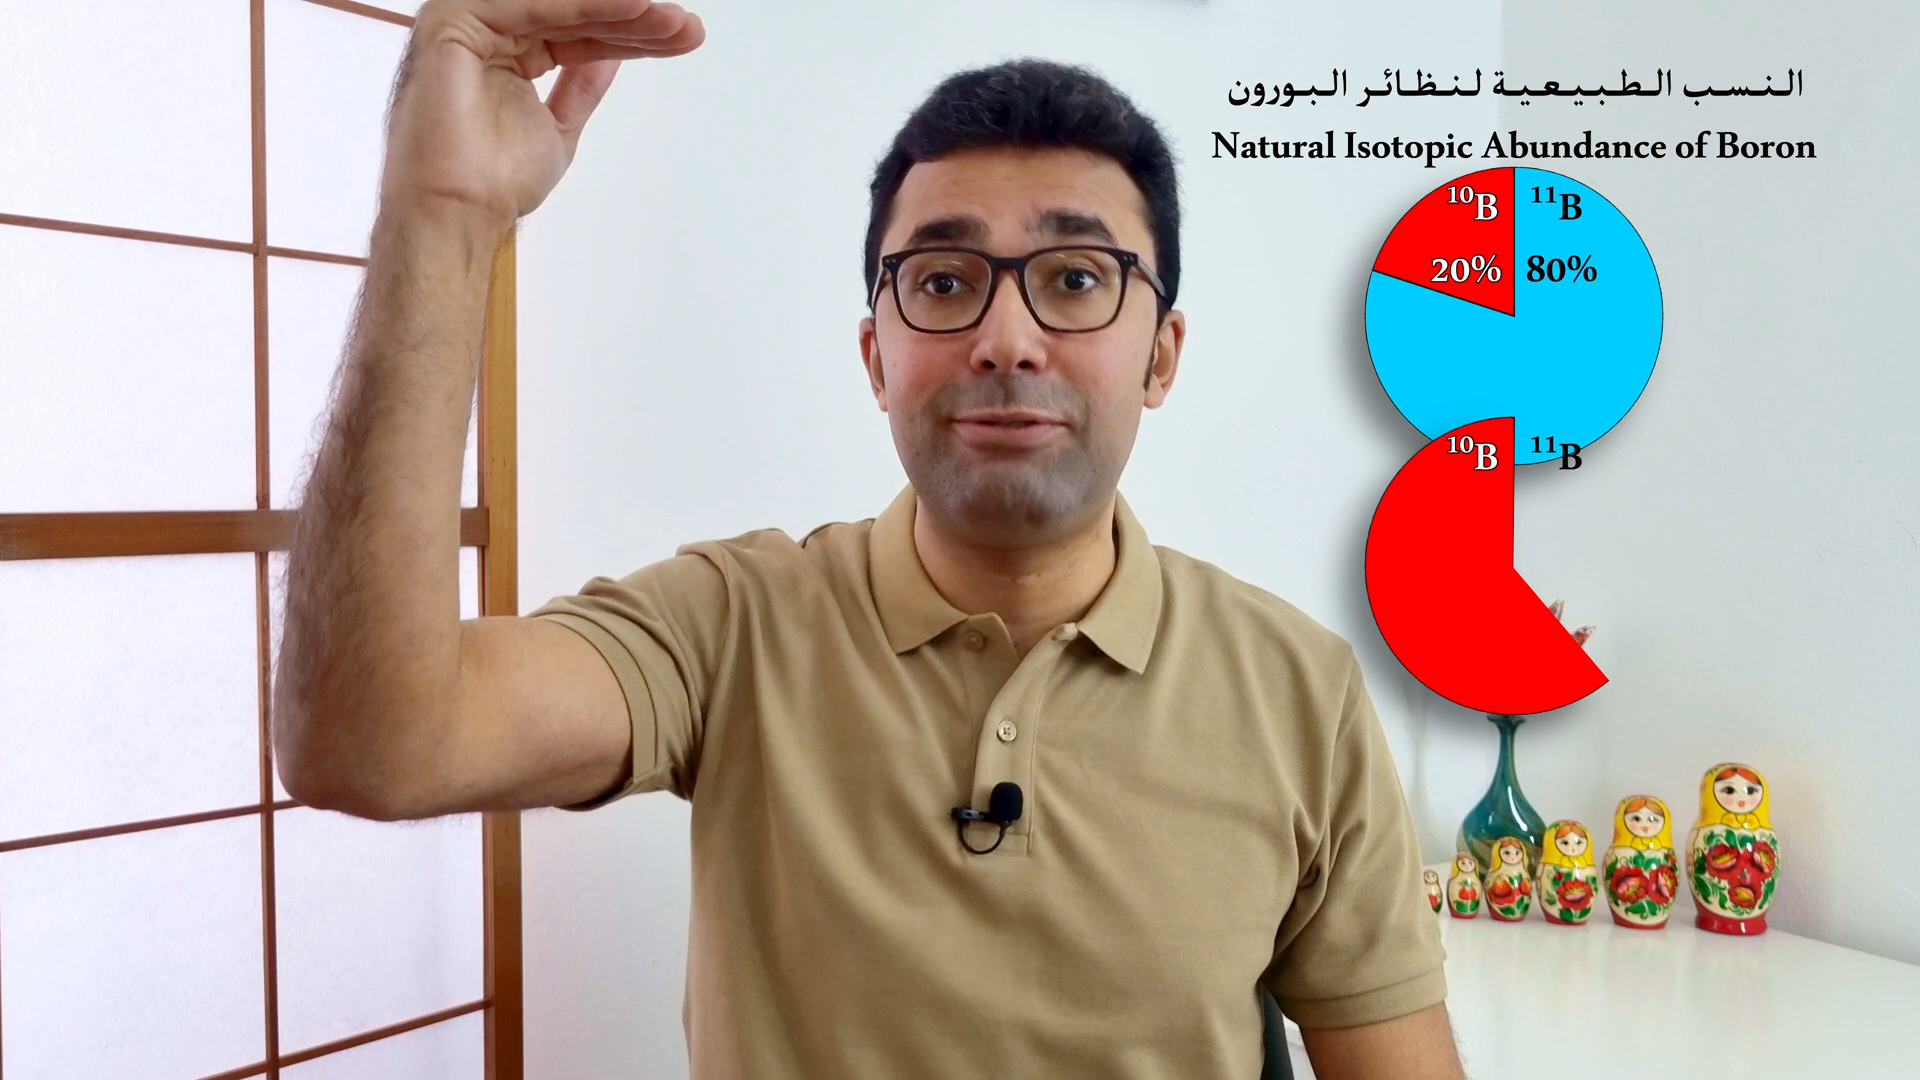 النسب الطبيعية لنظائر البورون
Natural Isotopic Abundance of Boron
¹⁰B ¹¹B
20% 80%
¹⁰B ¹¹B